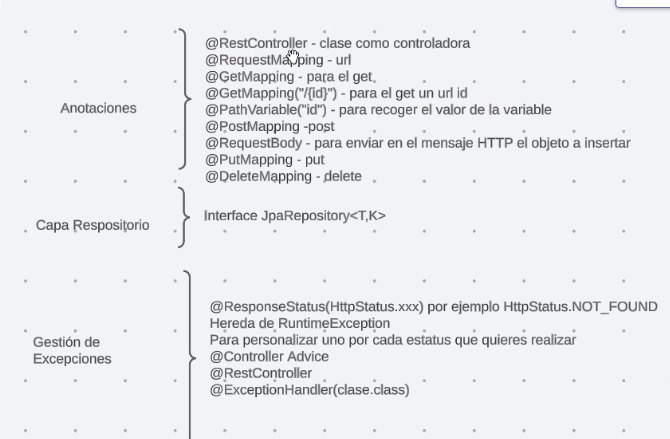 Anotaciones
@RestController - clase como controladora
@RequestMapping - url
@GetMapping - para el get
@GetMapping("/{id}") - para el get un url id
@PathVariable("id") - para recoger el valor de la variable
@PostMapping -post
@RequestBody - para enviar en el mensaje HTTP el objeto a insertar
@PutMapping - put
@DeleteMapping - delete
Capa Respositorio
Interface JpaRepository<T,K>
Gestión de
Excepciones
@ResponseStatus(HttpStatus.xxx) por ejemplo HttpStatus.NOT_FOUND
Hereda de RuntimeException
Para personalizar uno por cada estatus que quieres realizar
@Controller Advice
@RestController
@ExceptionHandler(clase.class)